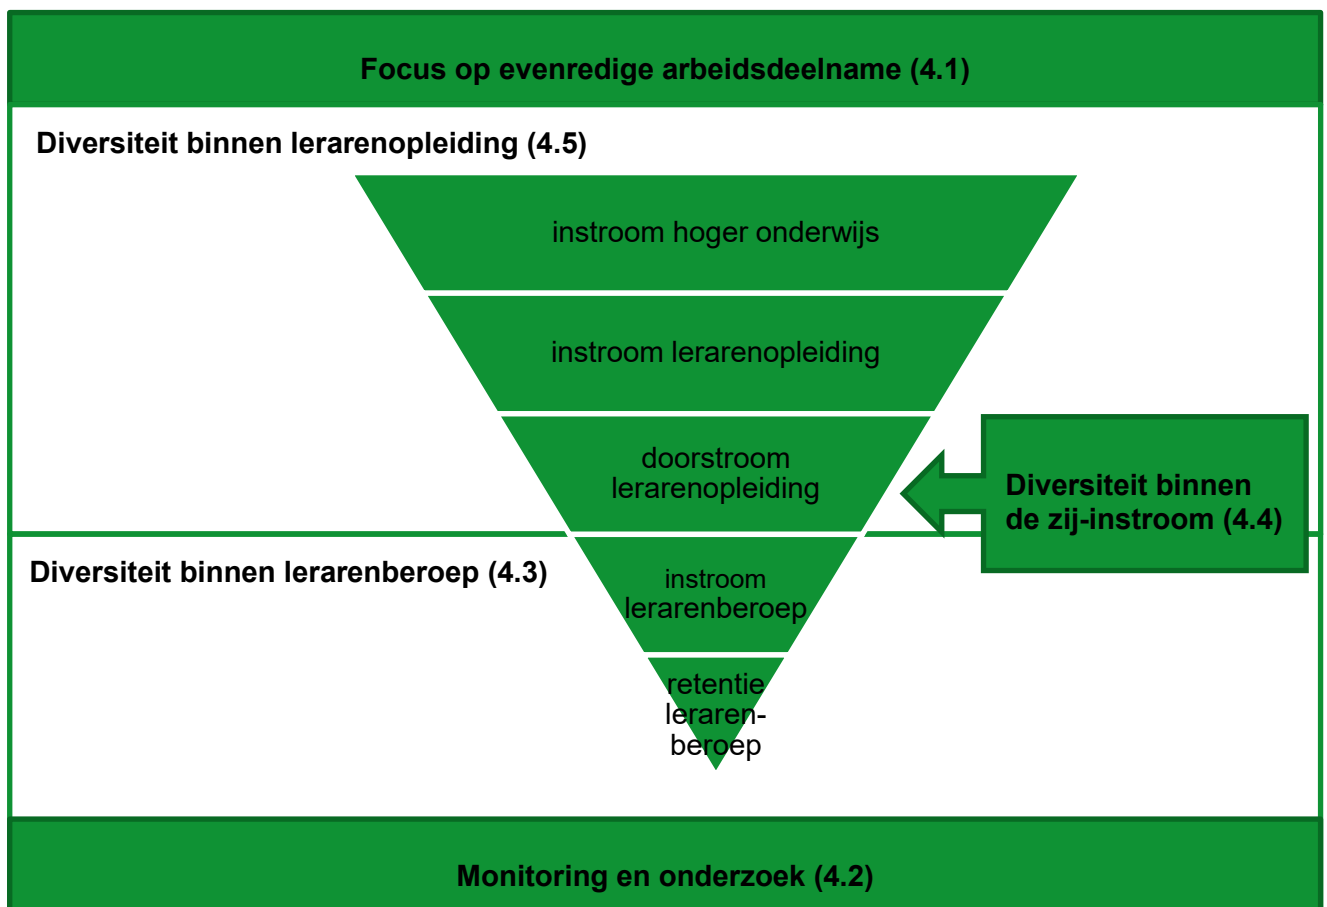 Focus op evenredige arbeidsdeelname (4.1)
Diversiteit binnen lerarenopleiding (4.5)
instroom hoger onderwijs
instroom lerarenopleiding
doorstroom
lerarenopleiding
Diversiteit binnen
de zij-instroom (4.4)
Diversiteit binnen lerarenberoep (4.3)
instroom
lerarenberoep
retentie
leraren-
beroep
Monitoring en onderzoek (4.2)